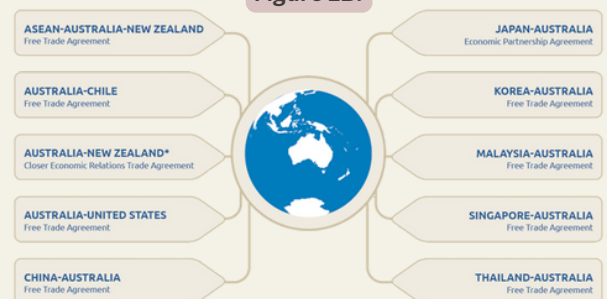 ASEAN-AUSTRALIA-NEW ZEALAND
Free Trade Agreement
AUSTRALIA-CHILE
Free Trade Agreement
AUSTRALIA-NEW ZEALAND*
Closer Economic Relations Trade Agreement
AUSTRALIA-UNITED STATES
Free Trade Agreement
CHINA-AUSTRALIA
Free Trade Agreement
JAPAN-AUSTRALIA
Economic Partnership Agreement
KOREA-AUSTRALIA
Free Trade Agreement
MALAYSIA-AUSTRALIA
Free Trade Agreement
SINGAPORE-AUSTRALIA
Free Trade Agreement
THAILAND-AUSTRALIA
Free Trade Agreement